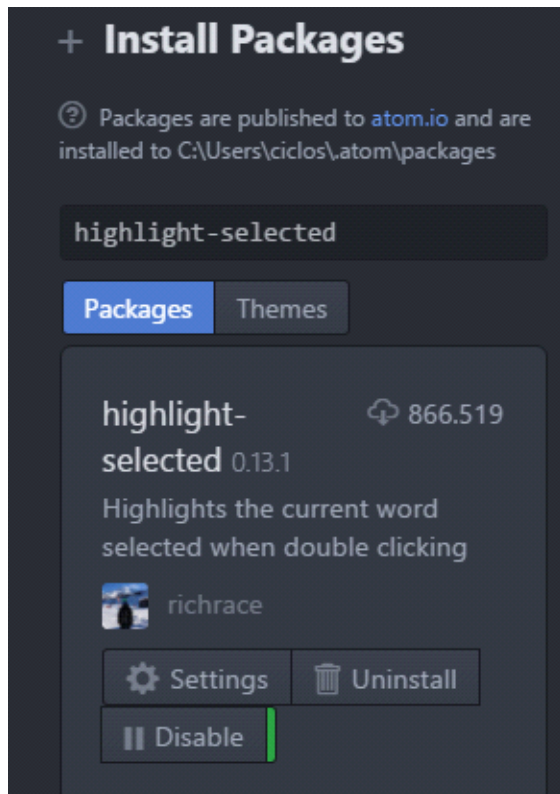 Install Packages
Packages are published to atom.io and are
installed to C:\Users\ciclos\.atom\packages
highlight-selected
Packages Themes
highlight- 866.519
selected 0.13.1
Highlights the current word
selected when double clicking
richrace
Settings Uninstall
Disable